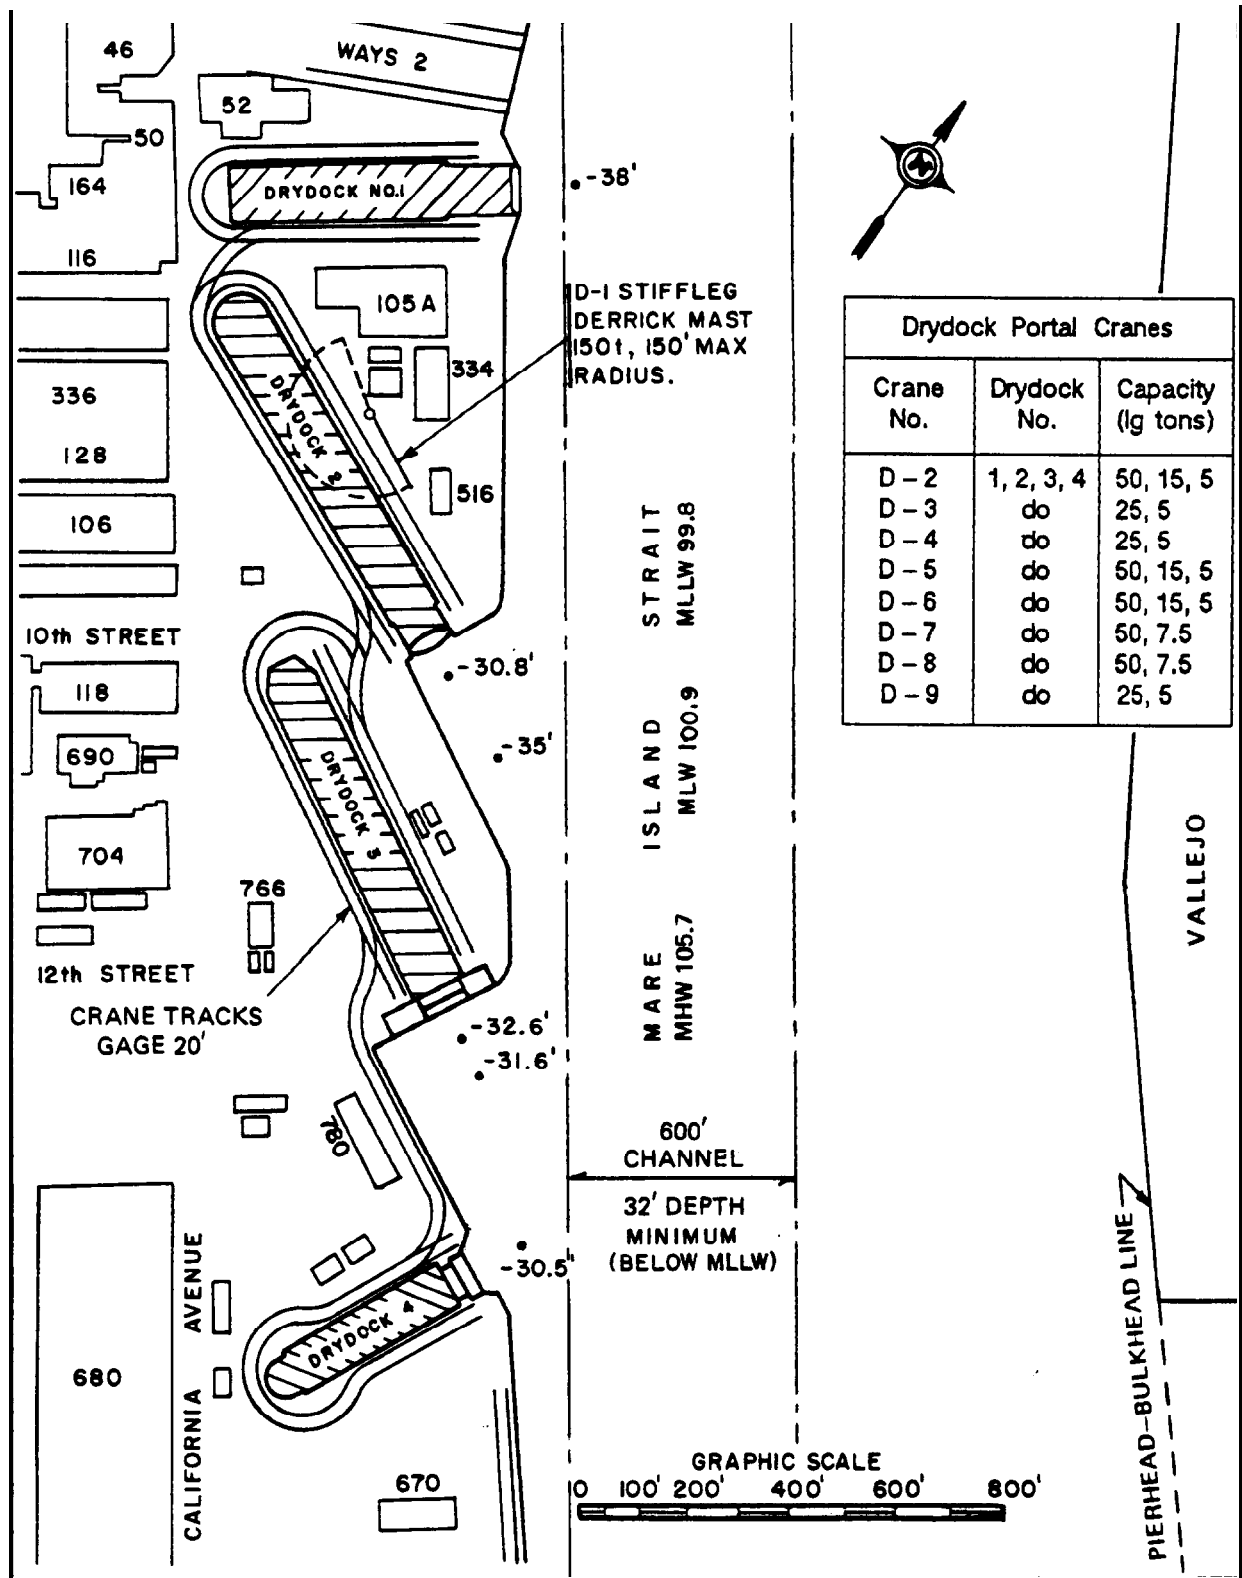 46
WAYS 2
52
50
DRYDOCK NO.1
-38'
164
116
105A
D-1 STIFFLEG
DERRICK MAST
150t, 150' MAX
RADIUS.
334
336
DRYDOCK 2
128
516
106
Drydock Portal Cranes
Crane No. Drydock No. Capacity (lg tons)
D-2 1, 2, 3, 4 50, 15, 5
D-3 do 25, 5
D-4 do 25, 5
D-5 do 50, 15, 5
D-6 do 50, 15, 5
D-7 do 50, 7.5
D-8 do 50, 7.5
D-9 do 25, 5
10th STREET
118
-30.8'
690
-35'
DRYDOCK 3
704
766
12th STREET
CRANE TRACKS
GAGE 20'
MARE ISLAND STRAIT
MHW 105.7 MLW 100.9 MLLW 99.8
VALLEJO
-32.6'
-31.6'
780
600'
CHANNEL
32' DEPTH
MINIMUM
(BELOW MLLW)
-30.5'
DRYDOCK 4
680
CALIFORNIA AVENUE
670
PIERHEAD-BULKHEAD LINE
GRAPHIC SCALE
0 100' 200' 400' 600' 800'